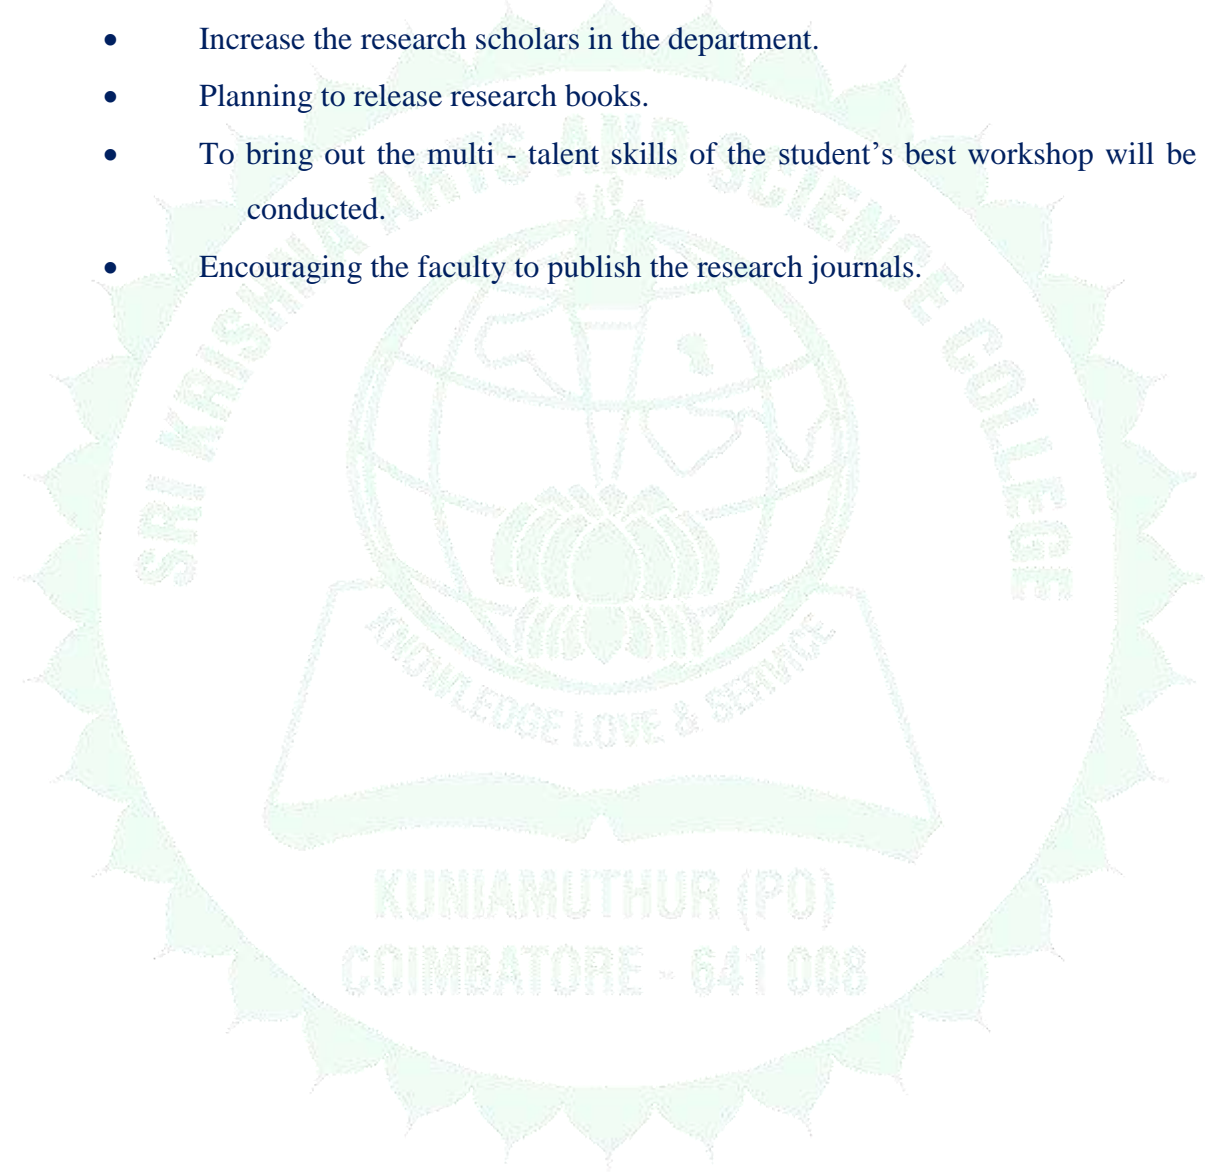 • Increase the research scholars in the department.
• Planning to release research books.
• To bring out the multi - talent skills of the student’s best workshop will be
conducted.
• Encouraging the faculty to publish the research journals.
SRI KRISHNA ARTS AND SCIENCE COLLEGE
KNOWLEDGE LOVE & SERVICE
KUNIAMUTHUR (PO)
COIMBATORE - 641 008